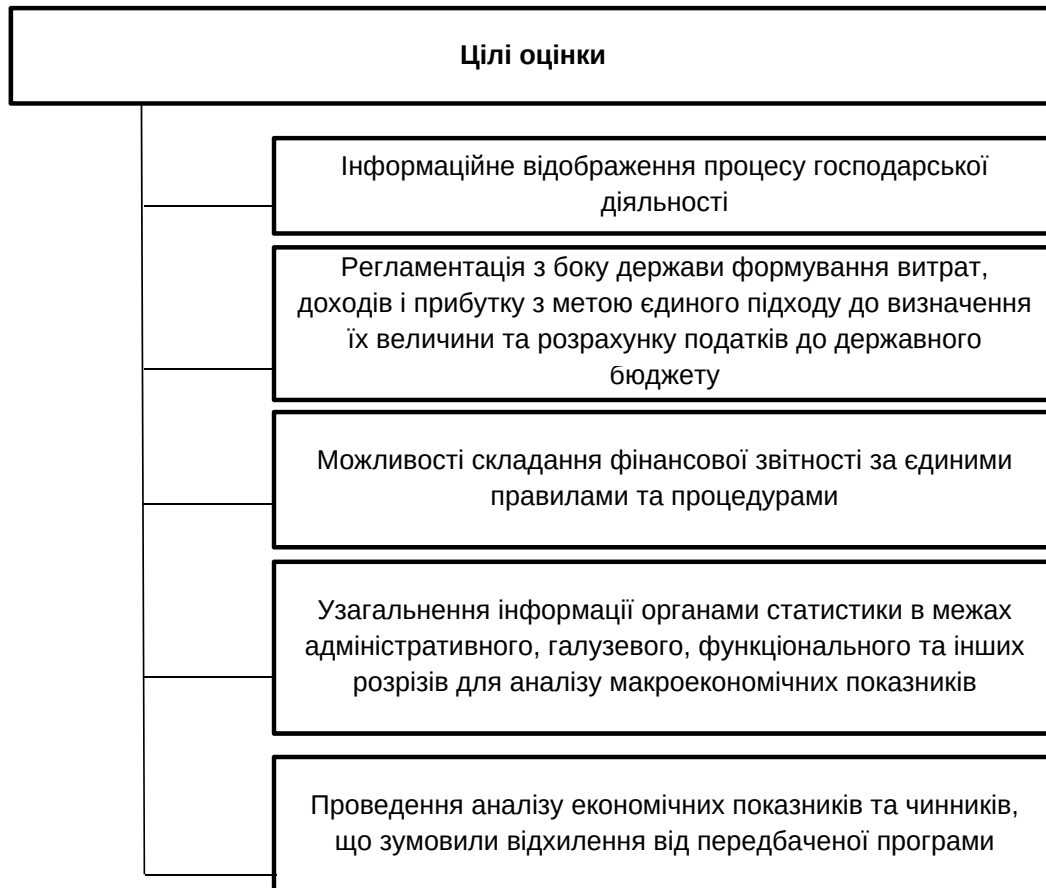 Цілі оцінки
Інформаційне відображення процесу господарської
діяльності
Регламентація з боку держави формування витрат,
доходів і прибутку з метою єдиного підходу до визначення
їх величини та розрахунку податків до державного
бюджету
Можливості складання фінансової звітності за єдиними
правилами та процедурами
Узагальнення інформації органами статистики в межах
адміністративного, галузевого, функціонального та інших
розрізів для аналізу макроекономічних показників
Проведення аналізу економічних показників та чинників,
що зумовили відхилення від передбаченої програми